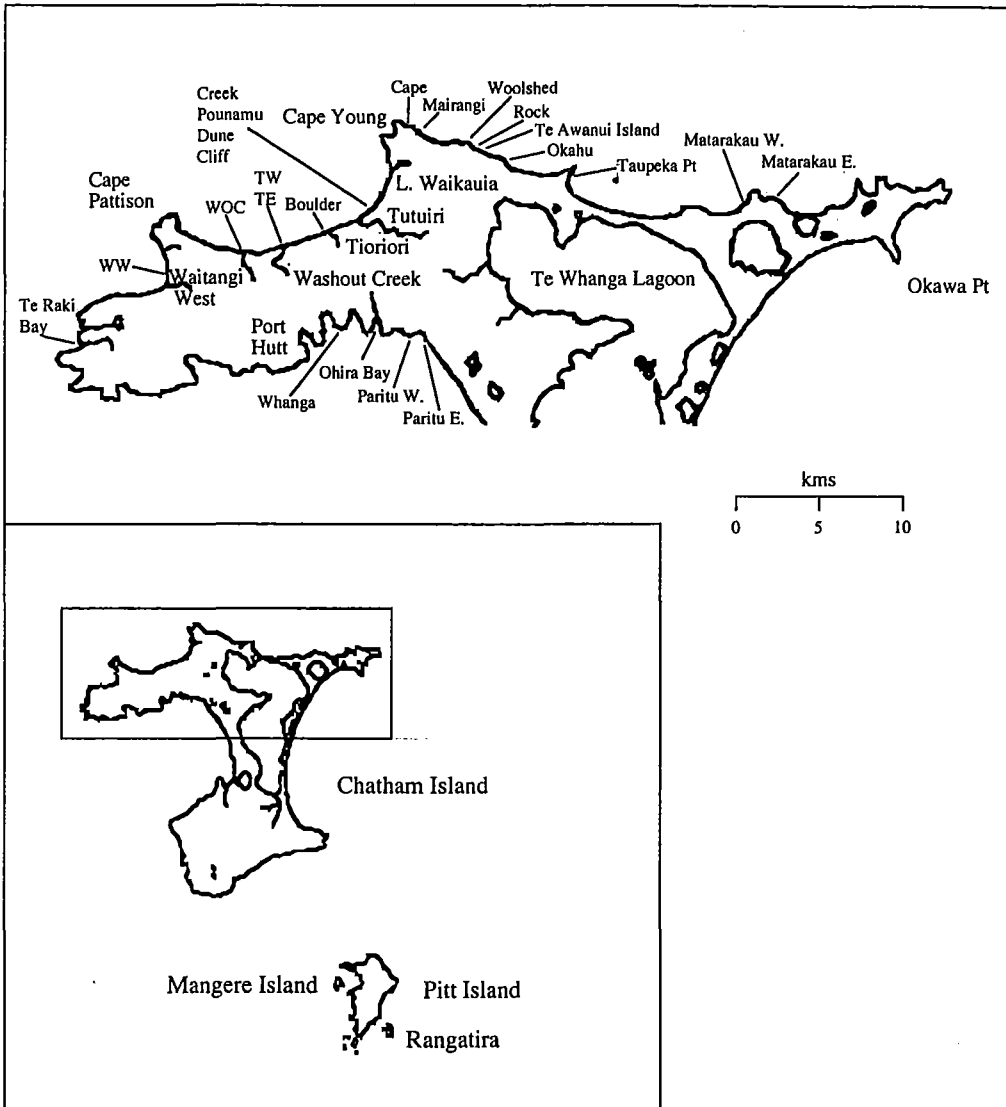 Creek
Pounamu
Dune
Cliff
Cape Young
Cape
Mairangi
Woolshed
Rock
Te Awanui Island
Okahu
Taupeka Pt
Matarakau W.
Matarakau E.
Cape
Pattison
WOC
TW
TE
Boulder
L. Waikauia
Tutuiri
Tioriori
WW
Waitangi
West
Washout Creek
Te Whanga Lagoon
Okawa Pt
Te Raki
Bay
Port
Hutt
Whanga
Ohira Bay
Paritu W.
Paritu E.
kms
0 5 10
Chatham Island
Mangere Island
Pitt Island
Rangatira